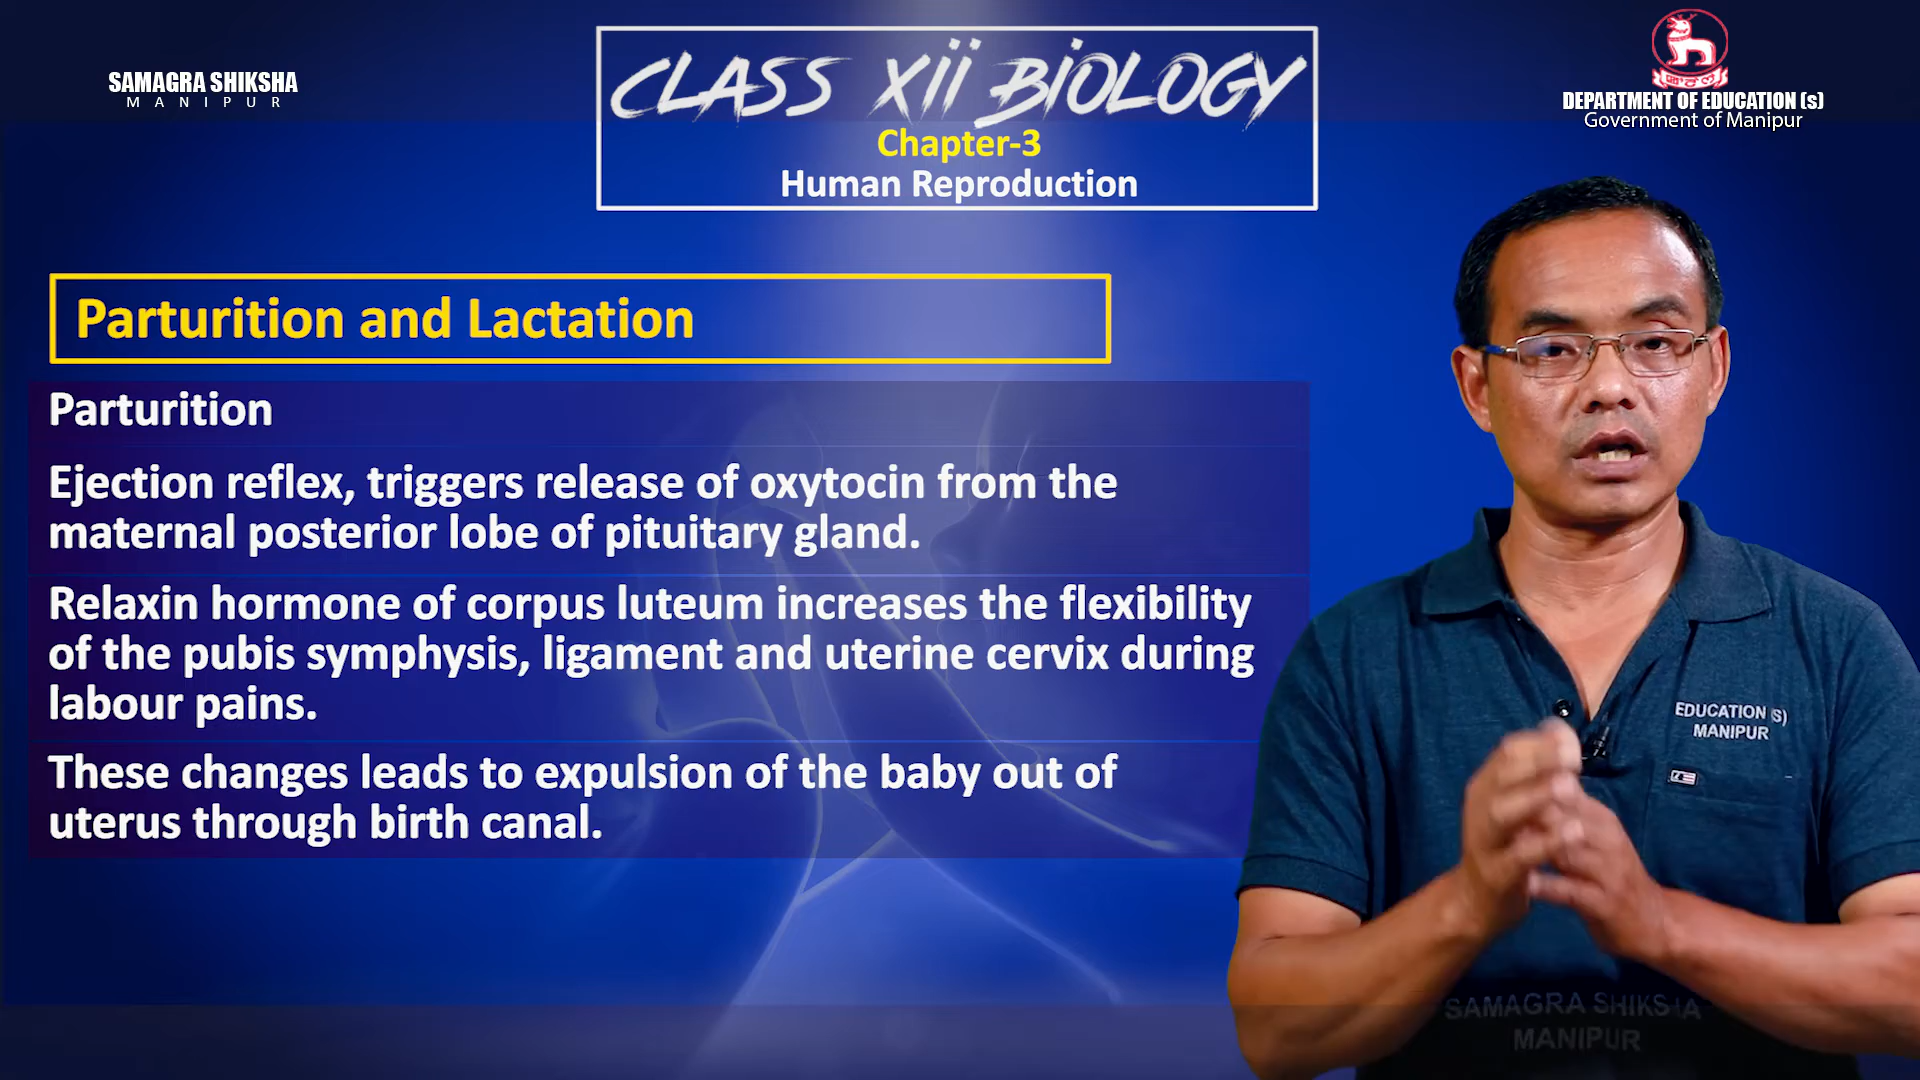 SAMAGRA SHIKSHA
MANIPUR
CLASS XII BIOLOGY
Chapter-3
Human Reproduction
DEPARTMENT OF EDUCATION (s)
Government of Manipur
Parturition and Lactation
Parturition
Ejection reflex, triggers release of oxytocin from the
maternal posterior lobe of pituitary gland.
Relaxin hormone of corpus luteum increases the flexibility
of the pubis symphysis, ligament and uterine cervix during
labour pains.
These changes leads to expulsion of the baby out of
uterus through birth canal.
EDUCATION (S)
MANIPUR
SAMAGRA SHIKSHA
MANIPUR